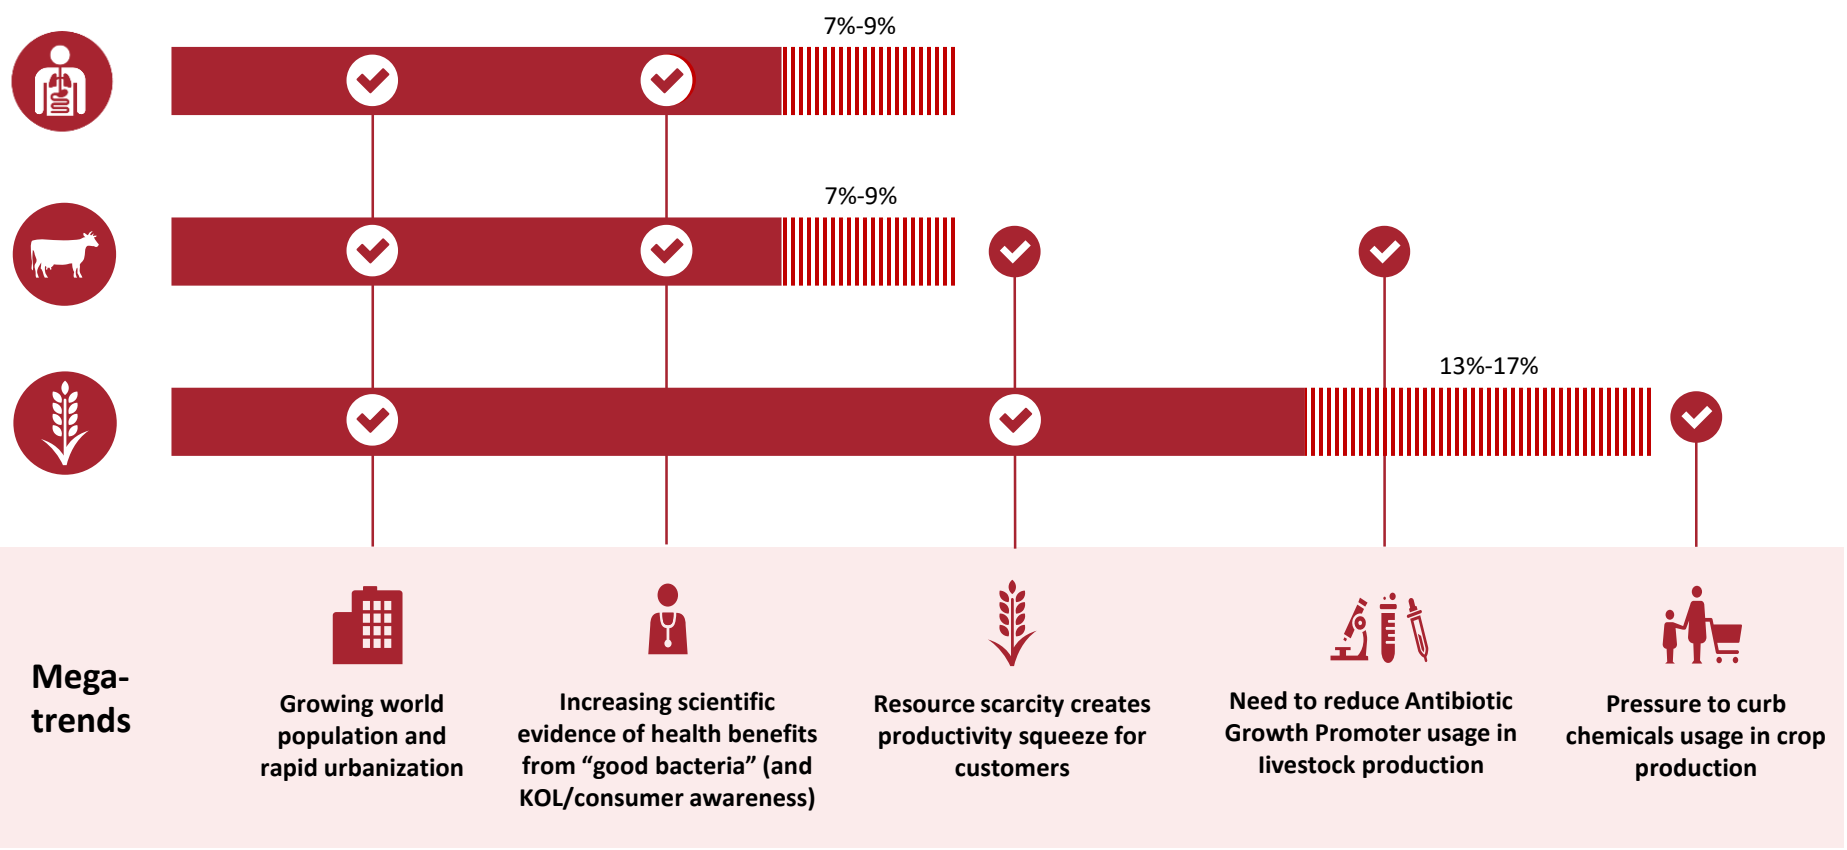 7%-9%
7%-9%
13%-17%
Mega-
trends
Growing world
population and
rapid urbanization
Increasing scientific
evidence of health benefits
from “good bacteria” (and
KOL/consumer awareness)
Resource scarcity creates
productivity squeeze for
customers
Need to reduce Antibiotic
Growth Promoter usage in
livestock production
Pressure to curb
chemicals usage in crop
production